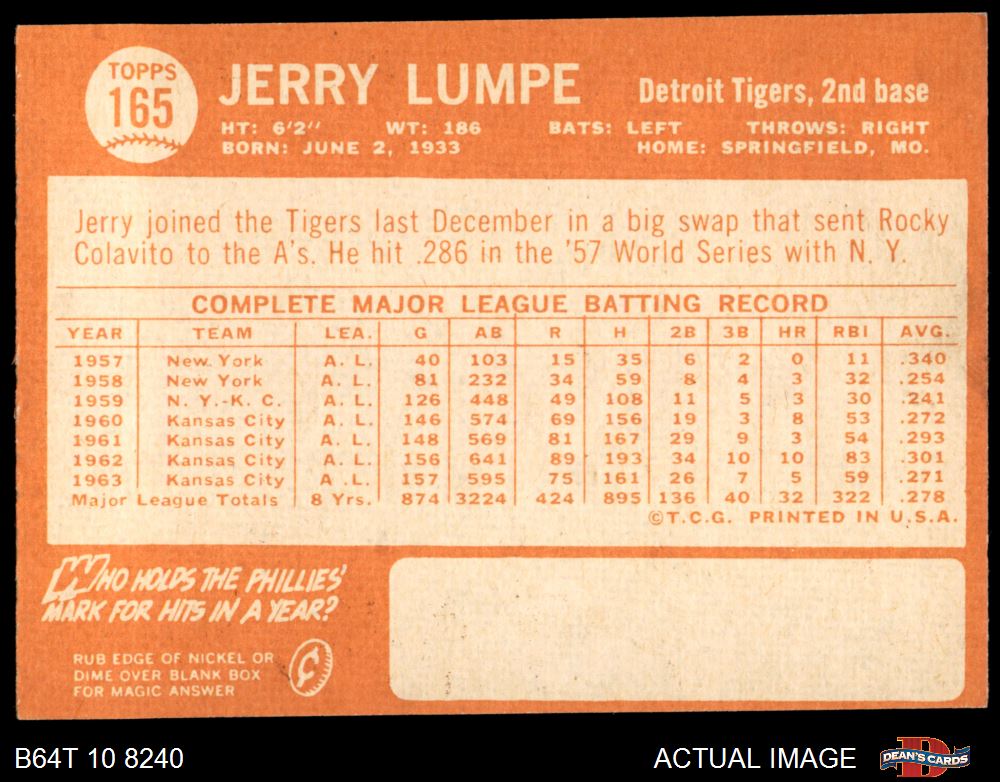 TOPPS
165
JERRY LUMPE
Detroit Tigers, 2nd base
HT: 6'2" WT: 186 BATS: LEFT THROWS: RIGHT
BORN: JUNE 2, 1933 HOME: SPRINGFIELD, MO.
Jerry joined the Tigers last December in a big swap that sent Rocky
Colavito to the A's. He hit .286 in the '57 World Series with N. Y.
COMPLETE MAJOR LEAGUE BATTING RECORD
YEAR TEAM LEA. G AB R H 2B 3B HR RBI AVG.
1957 New York A. L. 40 103 15 35 6 2 0 11 .340
1958 New York A. L. 81 232 34 59 8 4 3 32 .254
1959 N. Y.-K. C. A. L. 126 448 49 108 11 5 3 30 .241
1960 Kansas City A. L. 146 574 69 156 19 3 8 53 .272
1961 Kansas City A. L. 148 569 81 167 29 9 3 54 .293
1962 Kansas City A. L. 156 641 89 193 34 10 10 83 .301
1963 Kansas City A .L. 157 595 75 161 26 7 5 59 .271
Major League Totals 8 Yrs. 874 3224 424 895 136 40 32 322 .278
©T.C.G. PRINTED IN U.S.A.
WHO HOLDS THE PHILLIES'
MARK FOR HITS IN A YEAR?
RUB EDGE OF NICKEL OR
DIME OVER BLANK BOX
FOR MAGIC ANSWER
¢
B64T 10 8240
ACTUAL IMAGE
D
DEAN'S CARDS